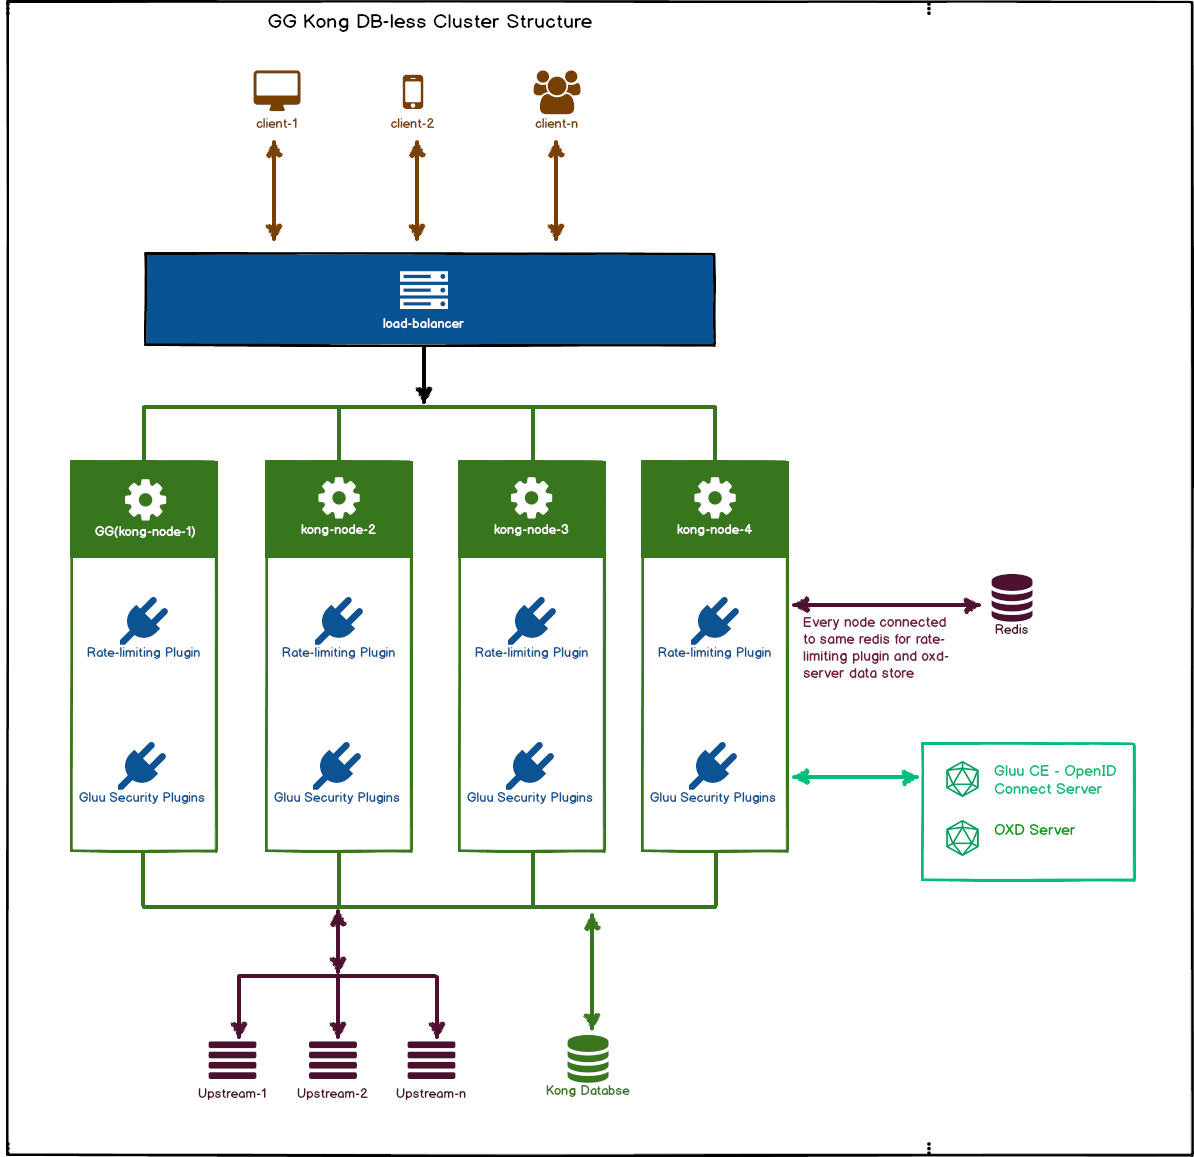 GG Kong DB-less Cluster Structure
client-1
client-2
client-n
load-balancer
GG(kong-node-1)
kong-node-2
kong-node-3
kong-node-4
Rate-limiting Plugin
Rate-limiting Plugin
Rate-limiting Plugin
Rate-limiting Plugin
Every node connected
to same redis for rate-
limiting plugin and oxd-
server data store
Redis
Gluu Security Plugins
Gluu Security Plugins
Gluu Security Plugins
Gluu Security Plugins
Gluu CE - OpenID
Connect Server
OXD Server
Upstream-1
Upstream-2
Upstream-n
Kong Databse